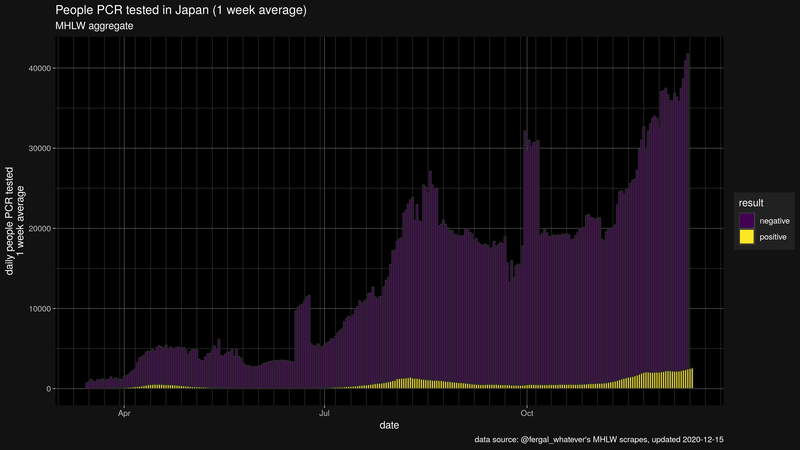 People PCR tested in Japan (1 week average)
MHLW aggregate
daily people PCR tested
1 week average
40000
30000
20000
10000
0
Apr
Jul
Oct
date
result
negative
positive
data source: @fergal_whatever's MHLW scrapes, updated 2020-12-15